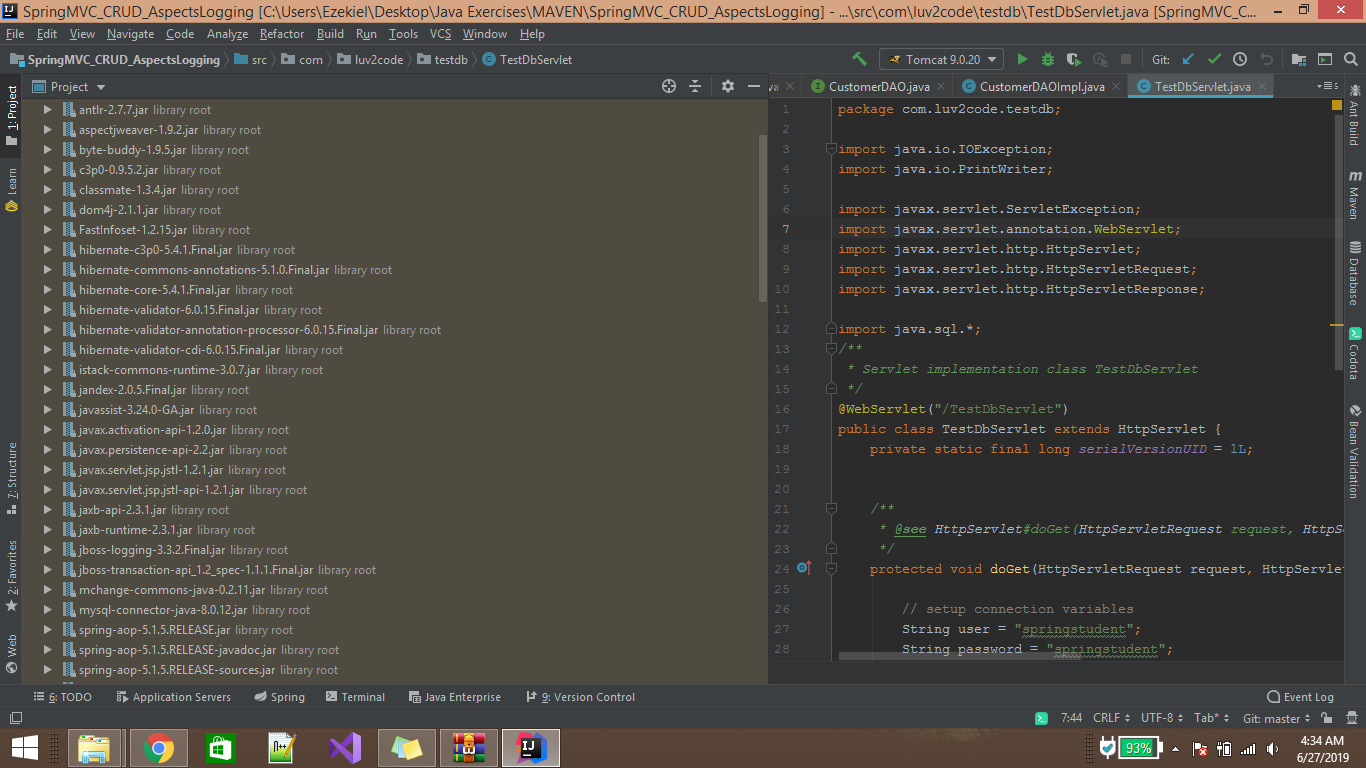 SpringMVC_CRUD_AspectsLogging [C:\Users\Ezekiel\Desktop\Java Exercises\MAVEN\SpringMVC_CRUD_AspectsLogging] - ...\src\com\luv2code\testdb\TestDbServlet.java [SpringMVC_C...
File Edit View Navigate Code Analyze Refactor Build Run Tools VCS Window Help
SpringMVC_CRUD_AspectsLogging src com luv2code testdb TestDbServlet Tomcat 9.0.20 Git:
Project va CustomerDAO.java CustomerDAOImpl.java TestDbServlet.java
1: Project
Learn
7: Structure
2: Favorites
Web
antlr-2.7.7.jar library root
aspectjweaver-1.9.2.jar library root
byte-buddy-1.9.5.jar library root
c3p0-0.9.5.2.jar library root
classmate-1.3.4.jar library root
dom4j-2.1.1.jar library root
FastInfoset-1.2.15.jar library root
hibernate-c3p0-5.4.1.Final.jar library root
hibernate-commons-annotations-5.1.0.Final.jar library root
hibernate-core-5.4.1.Final.jar library root
hibernate-validator-6.0.15.Final.jar library root
hibernate-validator-annotation-processor-6.0.15.Final.jar library root
hibernate-validator-cdi-6.0.15.Final.jar library root
istack-commons-runtime-3.0.7.jar library root
jandex-2.0.5.Final.jar library root
javassist-3.24.0-GA.jar library root
javax.activation-api-1.2.0.jar library root
javax.persistence-api-2.2.jar library root
javax.servlet.jsp.jstl-1.2.1.jar library root
javax.servlet.jsp.jstl-api-1.2.1.jar library root
jaxb-api-2.3.1.jar library root
jaxb-runtime-2.3.1.jar library root
jboss-logging-3.3.2.Final.jar library root
jboss-transaction-api_1.2_spec-1.1.1.Final.jar library root
mchange-commons-java-0.2.11.jar library root
mysql-connector-java-8.0.12.jar library root
spring-aop-5.1.5.RELEASE.jar library root
spring-aop-5.1.5.RELEASE-javadoc.jar library root
spring-aop-5.1.5.RELEASE-sources.jar library root
1 package com.luv2code.testdb;
2
3 import java.io.IOException;
4 import java.io.PrintWriter;
5
6 import javax.servlet.ServletException;
7 import javax.servlet.annotation.WebServlet;
8 import javax.servlet.http.HttpServlet;
9 import javax.servlet.http.HttpServletRequest;
10 import javax.servlet.http.HttpServletResponse;
11
12 import java.sql.*;
13 /**
14 * Servlet implementation class TestDbServlet
15 */
16 @WebServlet("/TestDbServlet")
17 public class TestDbServlet extends HttpServlet {
18 private static final long serialVersionUID = 1L;
19
20
21 /**
22 * @see HttpServlet#doGet(HttpServletRequest request, HttpS
23 */
24 protected void doGet(HttpServletRequest request, HttpServlet
25
26 // setup connection variables
27 String user = "springstudent";
28 String password = "springstudent";
Ant Build
Maven
Database
Codota
Bean Validation
6: TODO Application Servers Spring Terminal Java Enterprise 9: Version Control Event Log
7:44 CRLF UTF-8 Tab* Git: master
93% 4:34 AM
6/27/2019